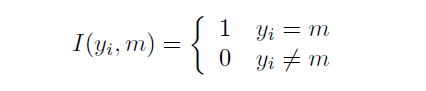 I(y_i, m) = { 1  y_i = m
0  y_i ≠ m